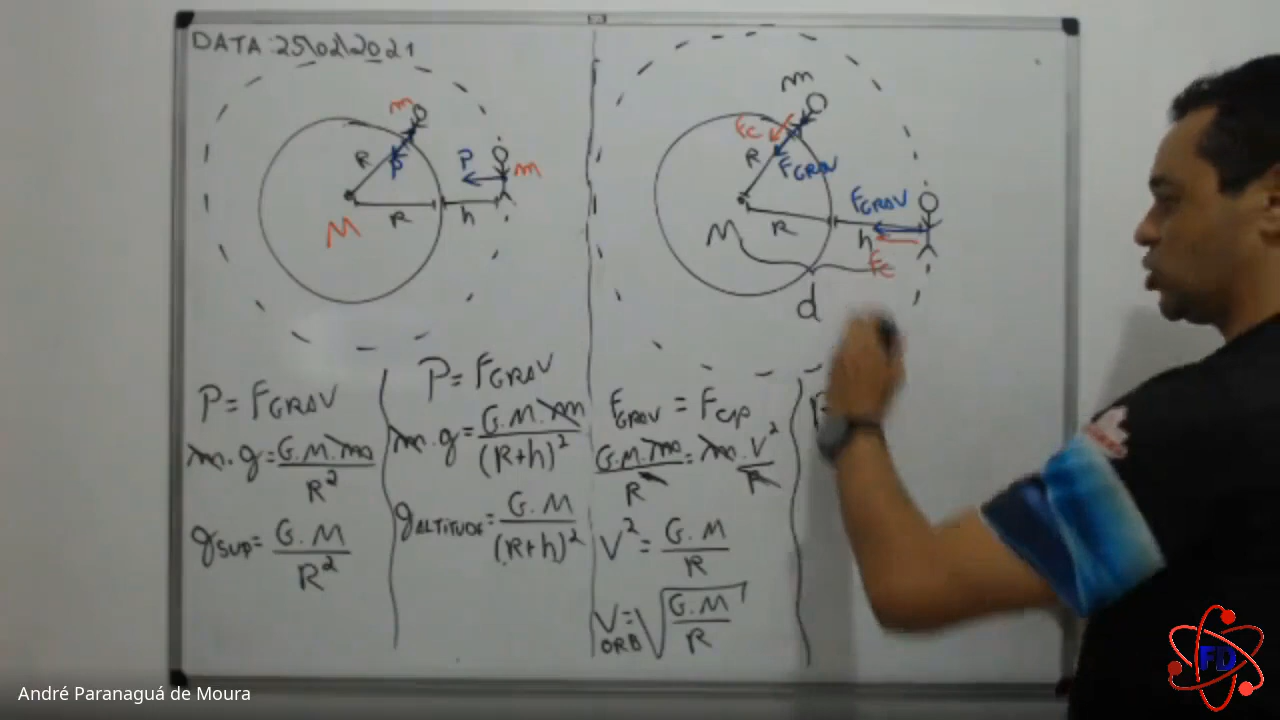 DATA: 25\02\2021
m
R
P
P
m
R
h
M
m
Fc
R
FGRAV
FGRAV
M
R
h
Fc
d
P = FGRAV
m.g = G.M.m / R²
gSUP = G.M / R²
P = FGRAV
m.g = G.M.m / (R+h)²
gALTITUDE = G.M / (R+h)²
FGRAV = Fcp
G.M.m / R² = m.V² / R
V² = G.M / R
VORB = √G.M / R
André Paranaguá de Moura
FD